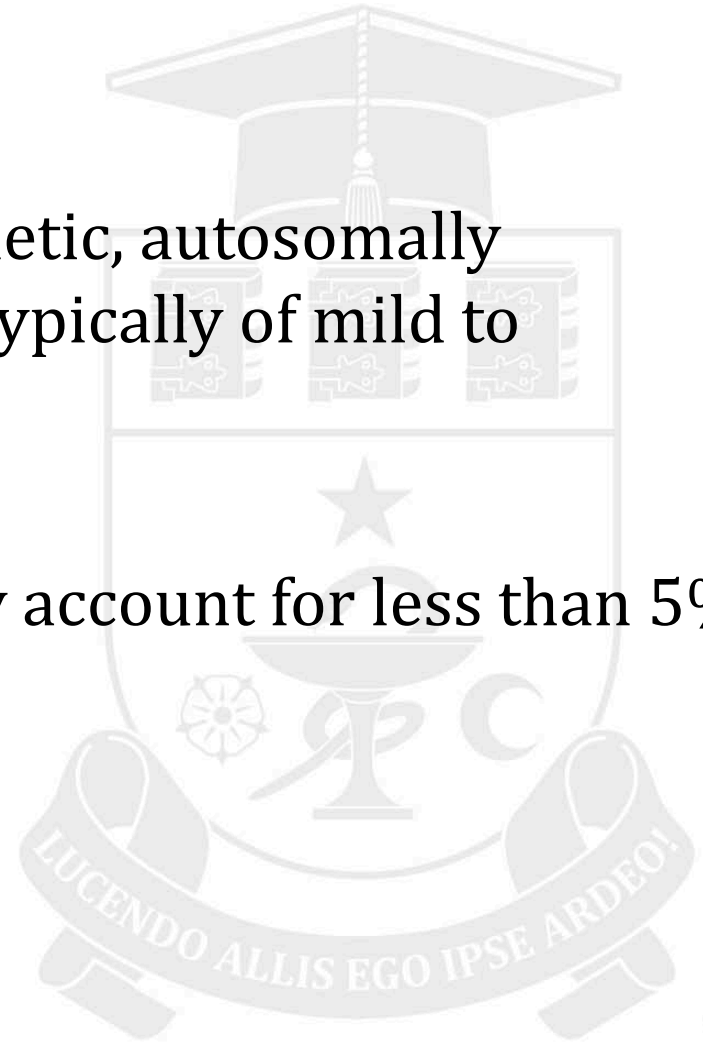 etic, autosomally
ypically of mild to
y account for less than 5%
LUCENDO ALLIS EGO IPSE ARDEO!